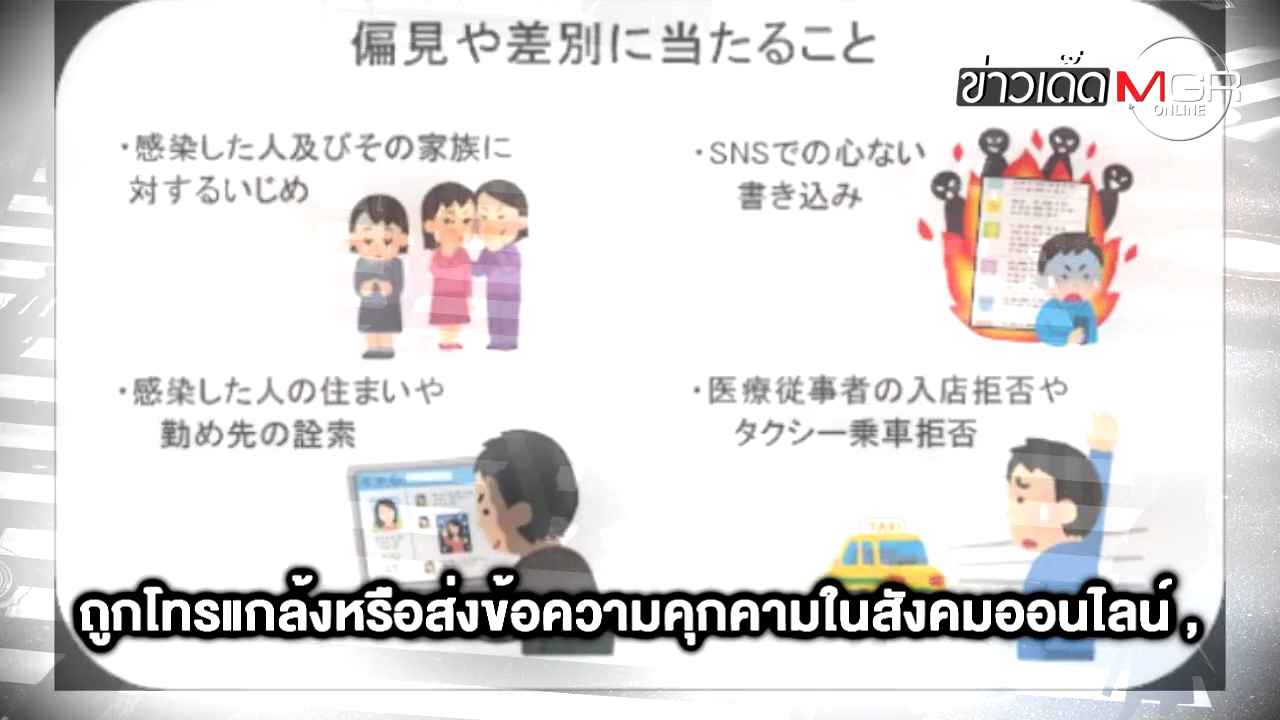 偏見や差別に当たること
ข่าวเด็ด MGR
ONLINE
・感染した人及びその家族に
対するいじめ
・SNSでの心ない
書き込み
・感染した人の住まいや
勤め先の詮索
・医療従事者の入店拒否や
タクシー乗車拒否
TAXI
ถูกโทรแกล้งหรือส่งข้อความคุกคามในสังคมออนไลน์ ,